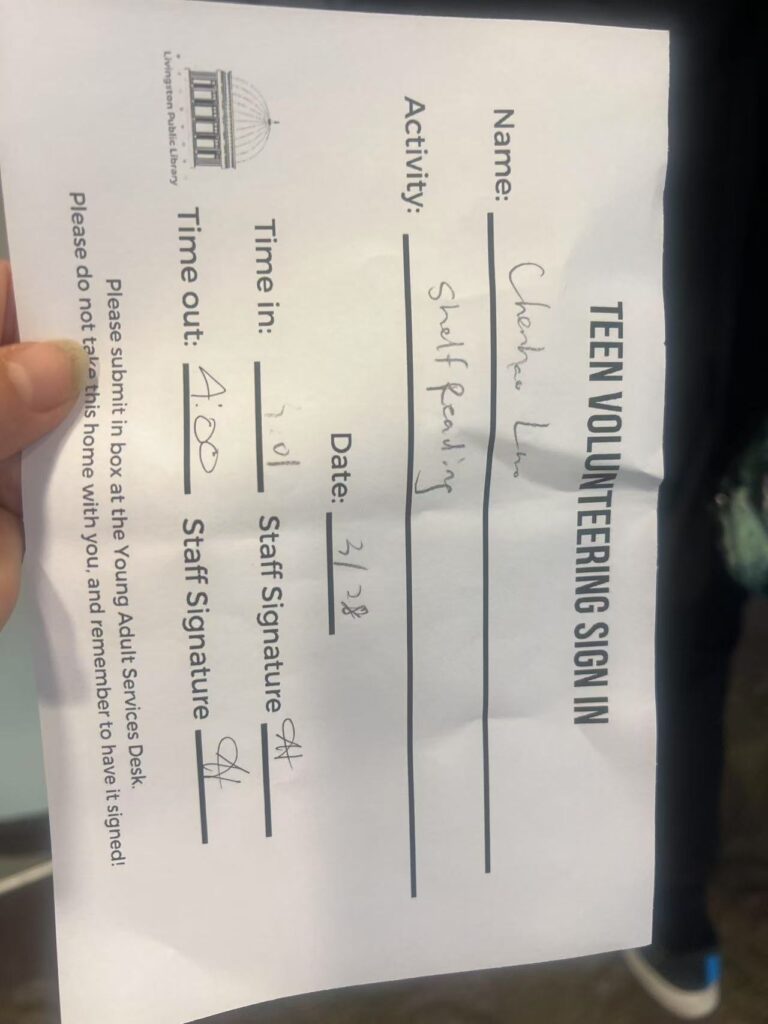 TEEN VOLUNTEERING SIGN IN
Name: Chenhao Luo
Activity: Shelf Reading
Date: 3/28
Time in: :01 Staff Signature
Time out: 4:00 Staff Signature
Livingston Public Library
Please submit in box at the Young Adult Services Desk.
Please do not take this home with you, and remember to have it signed!